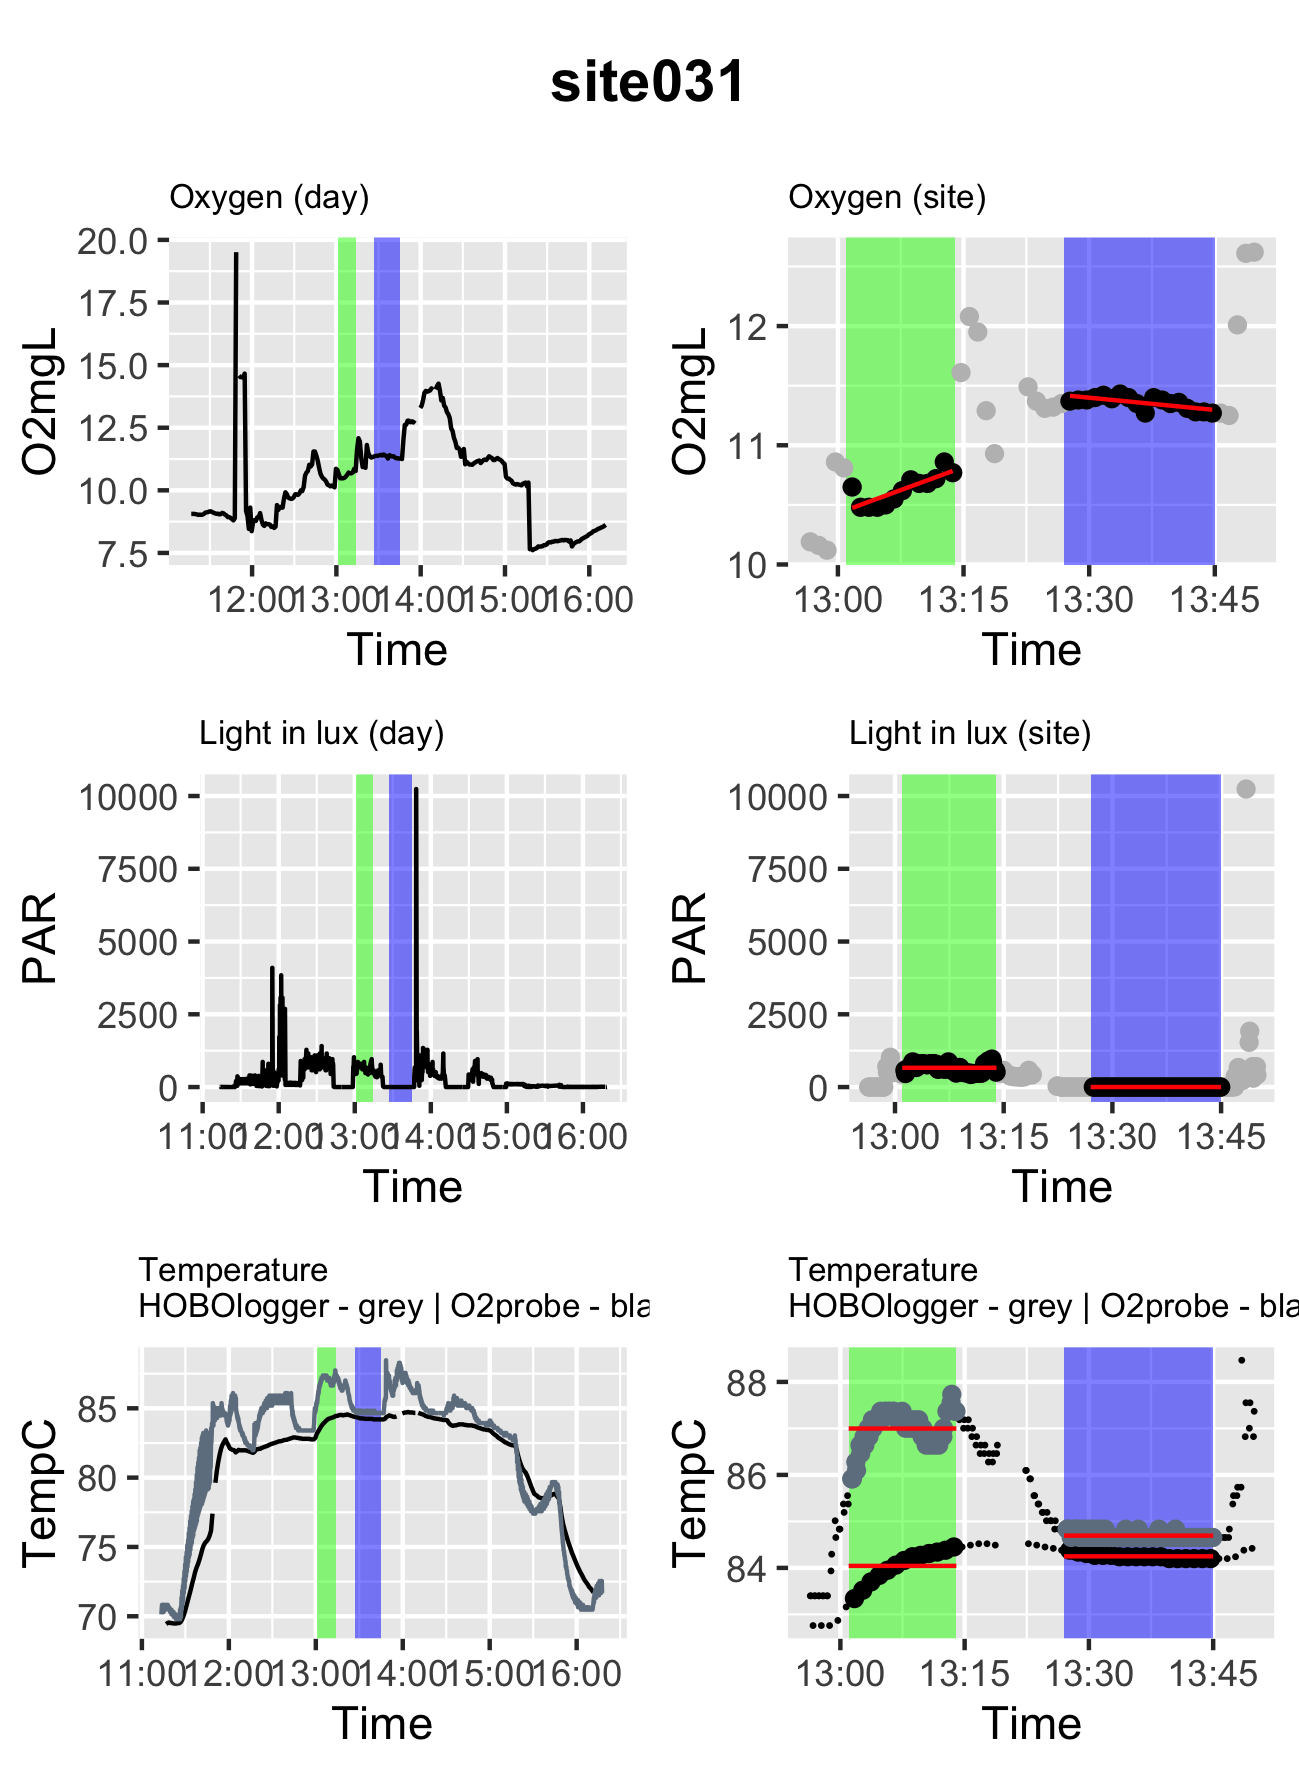 site031
Oxygen (day)
20.0
17.5
15.0
12.5
10.0
7.5
O2mgL
12:00 13:00 14:00 15:00 16:00
Time
Oxygen (site)
12
11
10
O2mgL
13:00 13:15 13:30 13:45
Time
Light in lux (day)
10000
7500
5000
2500
0
PAR
11:00 12:00 13:00 14:00 15:00 16:00
Time
Light in lux (site)
10000
7500
5000
2500
0
PAR
13:00 13:15 13:30 13:45
Time
Temperature
HOBOlogger - grey | O2probe - bla
85
80
75
70
TempC
11:00 12:00 13:00 14:00 15:00 16:00
Time
Temperature
HOBOlogger - grey | O2probe - bla
88
86
84
TempC
13:00 13:15 13:30 13:45
Time